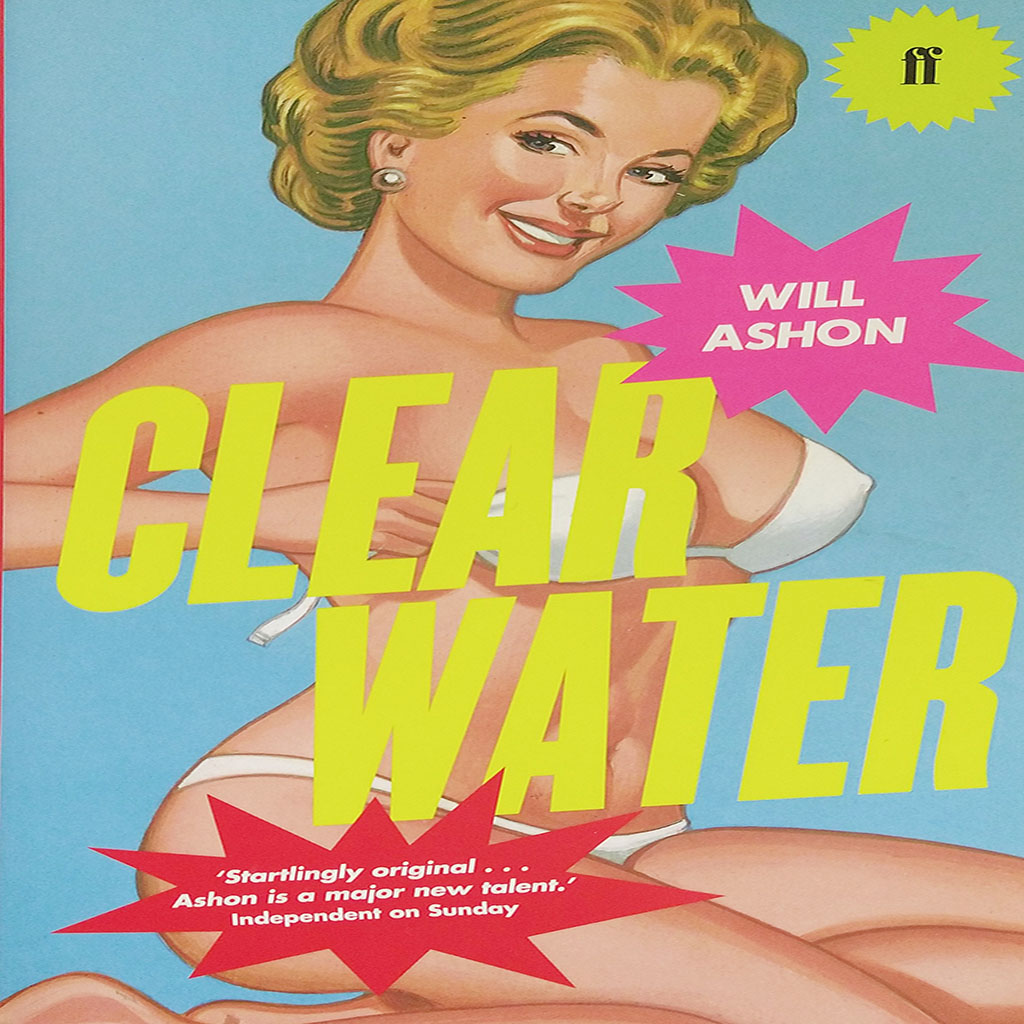 ff
WILL
ASHON
CLEAR
WATER
‘Startlingly original . . .
Ashon is a major new talent.’
Independent on Sunday